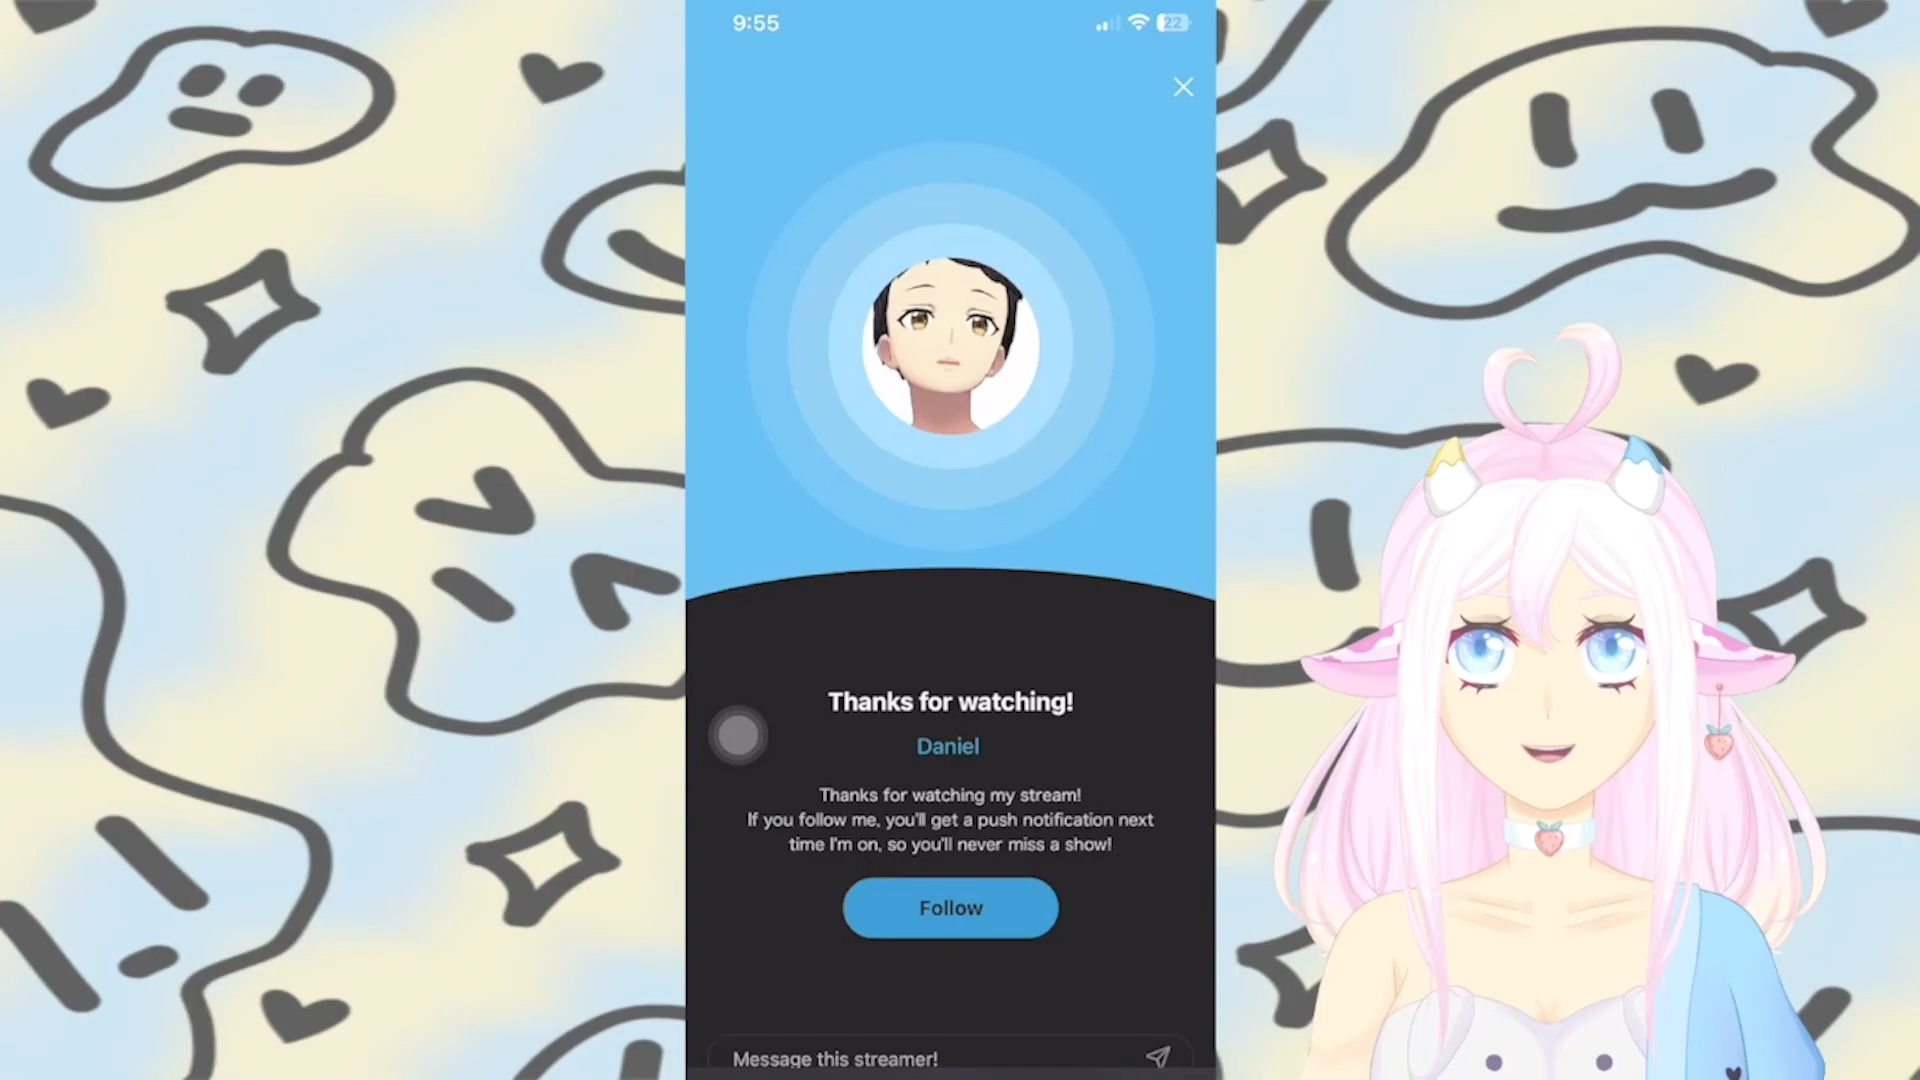 9:55
22
Thanks for watching!
Daniel
Thanks for watching my stream!
If you follow me, you'll get a push notification next
time I'm on, so you'll never miss a show!
Follow
Message this streamer!